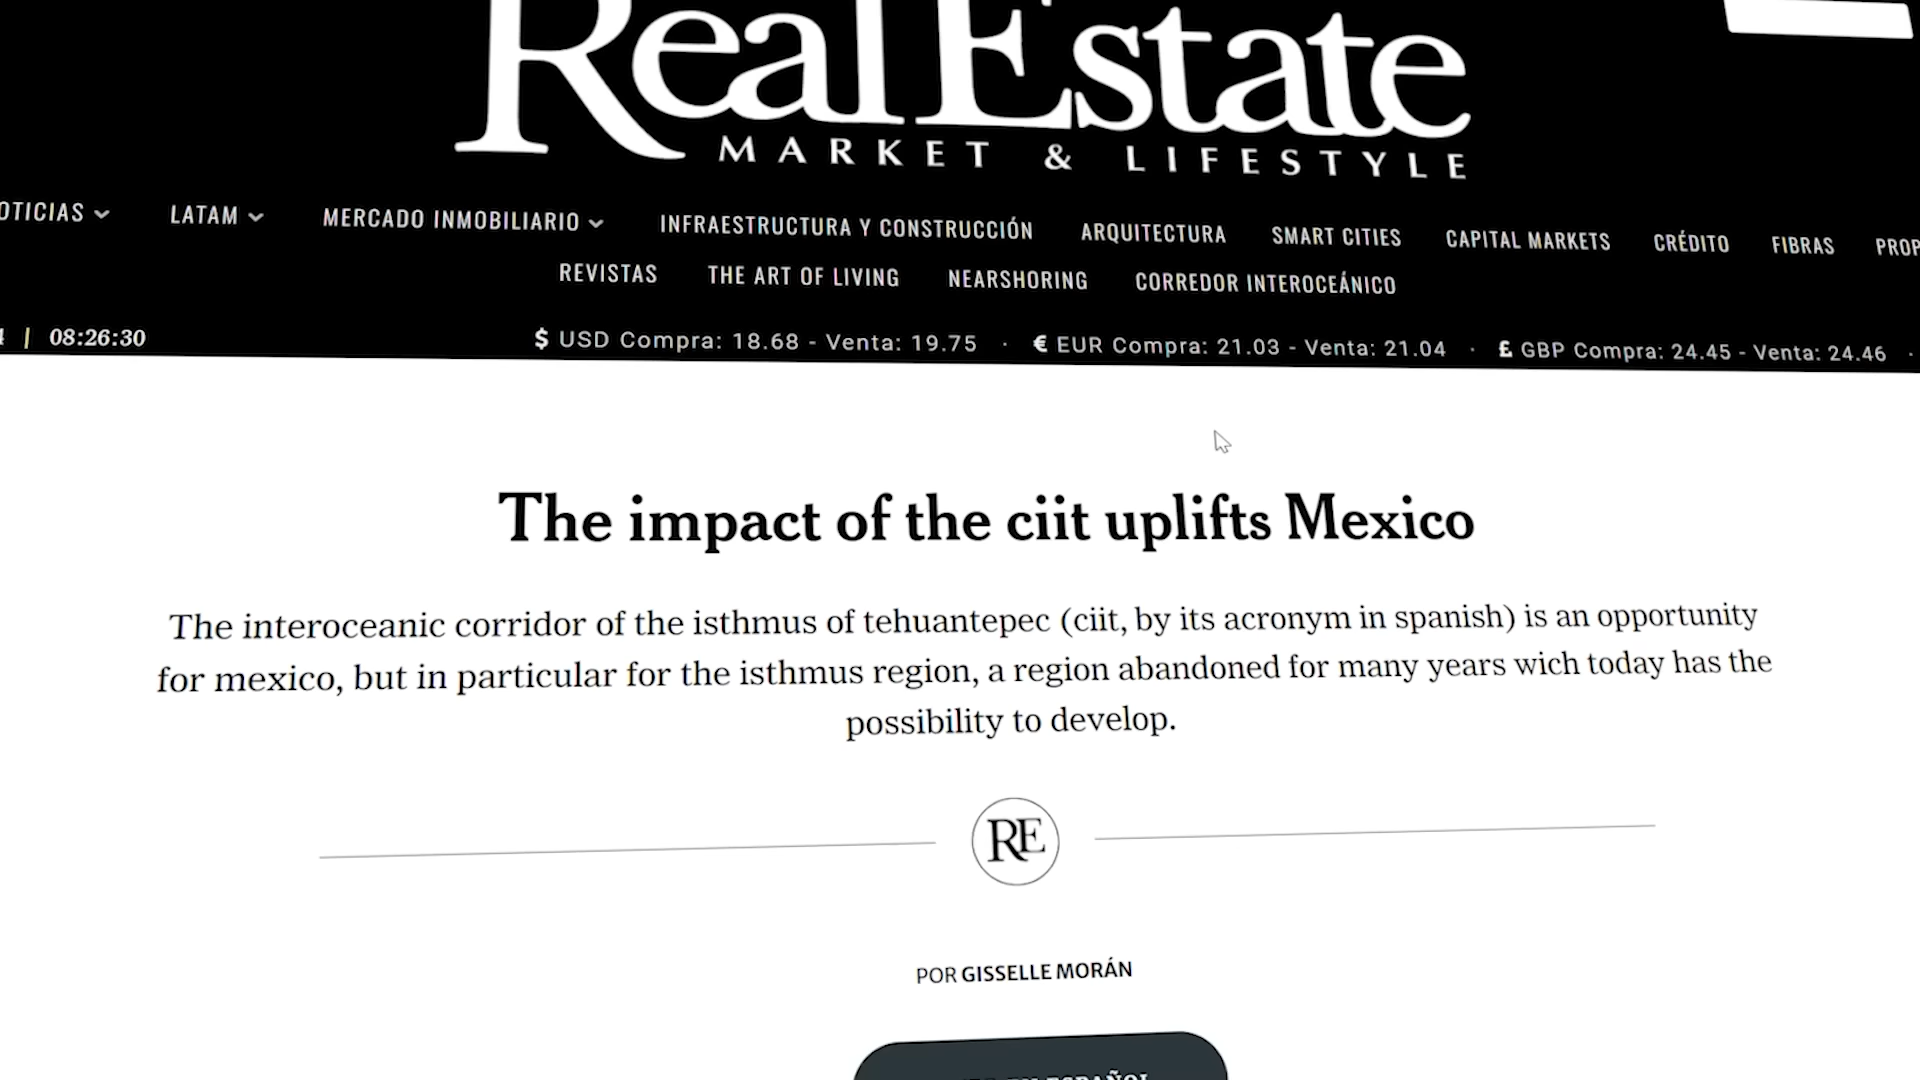 Real Estate
MARKET & LIFESTYLE
LATAM
MERCADO INMOBILIARIO
INFRAESTRUCTURA Y CONSTRUCCIÓN
ARQUITECTURA
SMART CITIES
CAPITAL MARKETS
CRÉDITO
FIBRAS
REVISTAS
THE ART OF LIVING
NEARSHORING
CORREDOR INTEROCEÁNICO
| 08:26:30
$ USD Compra: 18.68 - Venta: 19.75 · € EUR Compra: 21.03 - Venta: 21.04 · £ GBP Compra: 24.45 - Venta: 24.46 ·
The impact of the ciit uplifts Mexico
The interoceanic corridor of the isthmus of tehuantepec (ciit, by its acronym in spanish) is an opportunity
for mexico, but in particular for the isthmus region, a region abandoned for many years wich today has the
possibility to develop.
RE
POR GISSELLE MORÁN
ESPAÑOL